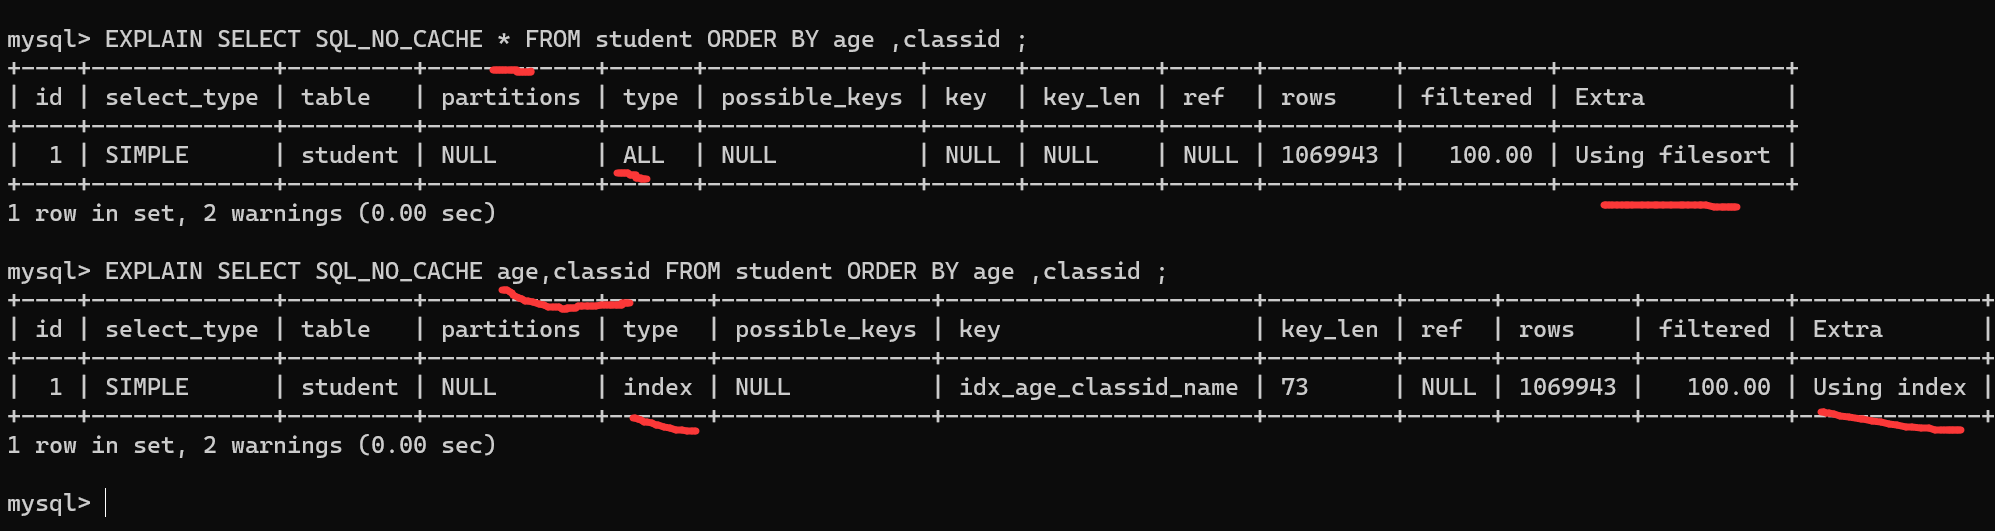 mysql> EXPLAIN SELECT SQL_NO_CACHE * FROM student ORDER BY age ,classid ;
+----+-------------+---------+------------+------+---------------+------+---------+------+---------+----------+----------------+
| id | select_type | table   | partitions | type | possible_keys | key  | key_len | ref  | rows    | filtered | Extra          |
+----+-------------+---------+------------+------+---------------+------+---------+------+---------+----------+----------------+
|  1 | SIMPLE      | student | NULL       | ALL  | NULL          | NULL | NULL    | NULL | 1069943 |   100.00 | Using filesort |
+----+-------------+---------+------------+------+---------------+------+---------+------+---------+----------+----------------+
1 row in set, 2 warnings (0.00 sec)
mysql> EXPLAIN SELECT SQL_NO_CACHE age,classid FROM student ORDER BY age ,classid ;
+----+-------------+---------+------------+-------+---------------+----------------------+---------+------+---------+----------+-------------+
| id | select_type | table   | partitions | type  | possible_keys | key                  | key_len | ref  | rows    | filtered | Extra       |
+----+-------------+---------+------------+-------+---------------+----------------------+---------+------+---------+----------+-------------+
|  1 | SIMPLE      | student | NULL       | index | NULL          | idx_age_classid_name | 73      | NULL | 1069943 |   100.00 | Using index |
+----+-------------+---------+------------+-------+---------------+----------------------+---------+------+---------+----------+-------------+
1 row in set, 2 warnings (0.00 sec)
mysql>